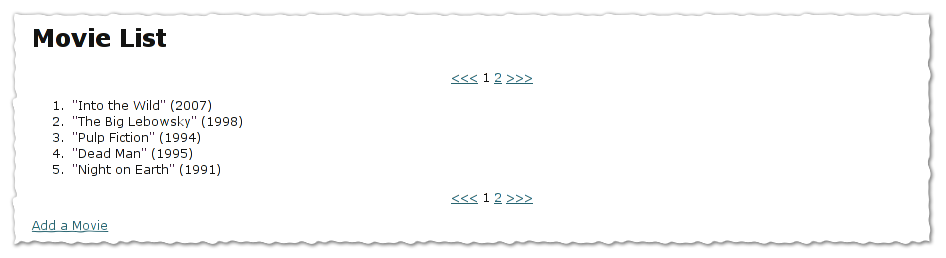 Movie List
<<< 1 2 >>>
1. "Into the Wild" (2007)
2. "The Big Lebowsky" (1998)
3. "Pulp Fiction" (1994)
4. "Dead Man" (1995)
5. "Night on Earth" (1991)
<<< 1 2 >>>
Add a Movie